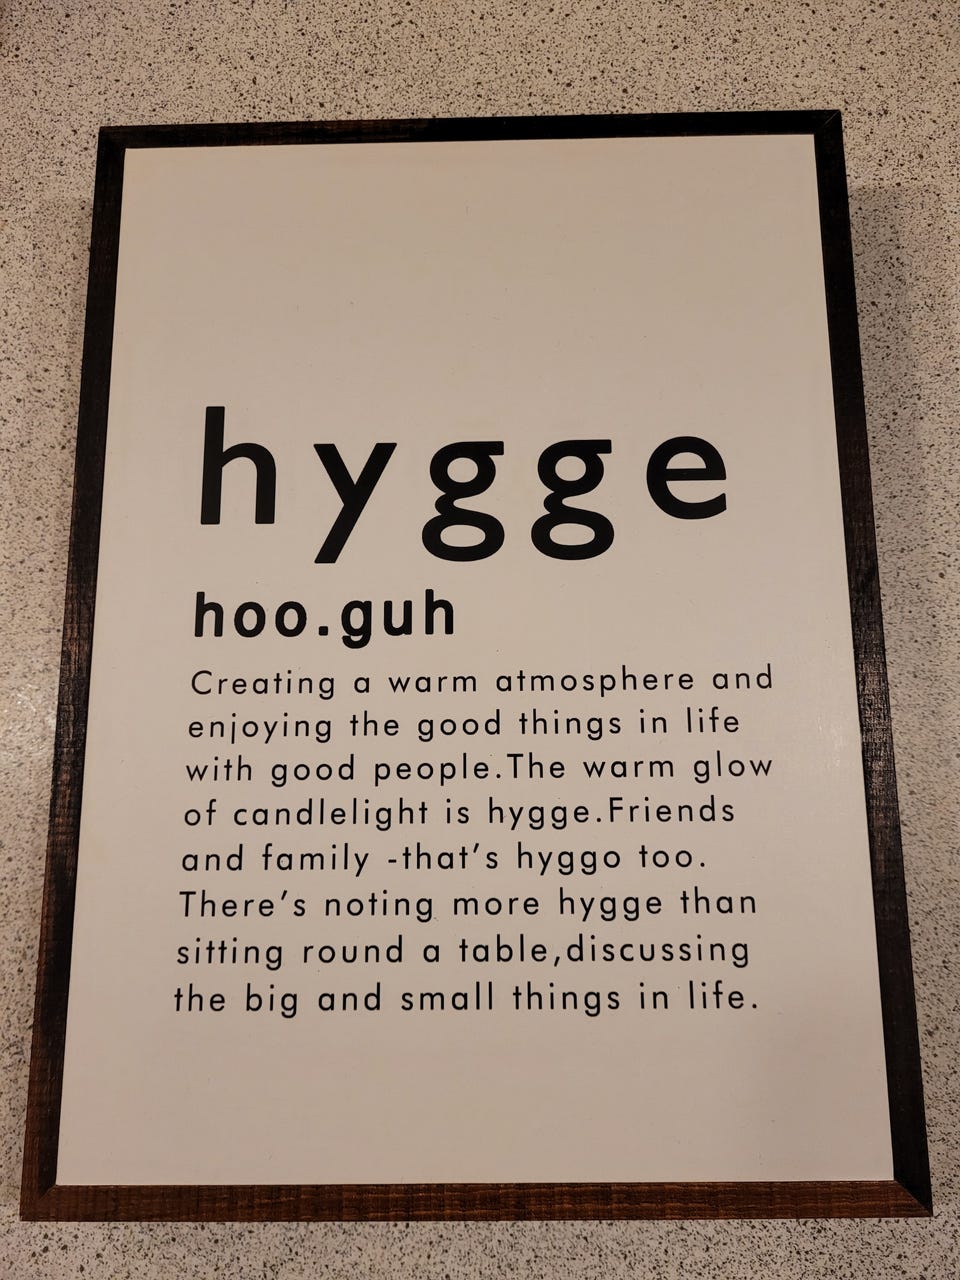 hygge
hoo.guh
Creating a warm atmosphere and
enjoying the good things in life
with good people.The warm glow
of candlelight is hygge.Friends
and family -that's hyggo too.
There's noting more hygge than
sitting round a table,discussing
the big and small things in life.